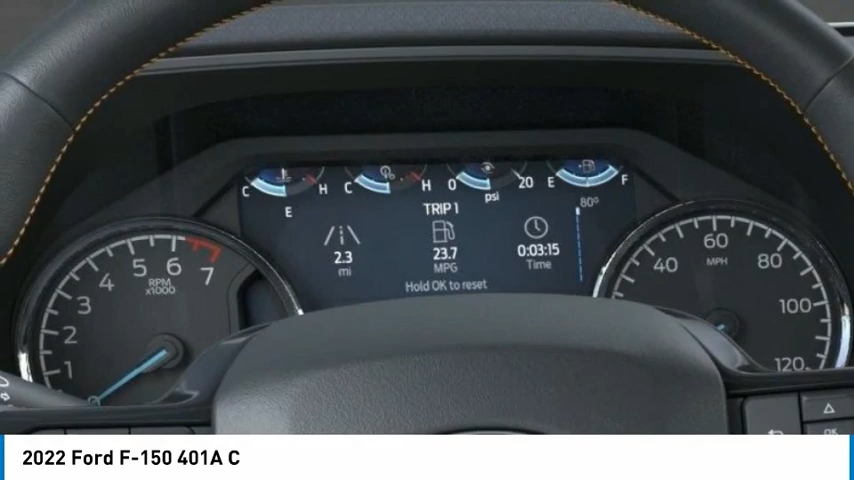 C H C H 0 20 E F
psi
E
TRIP 1
80°
2.3
mi
23.7
MPG
0:03:15
Time
Hold OK to reset
1 2 3 4 5 6 7
RPM
x1000
40 60 80 100 120
MPH
OK
2022 Ford F-150 401A C